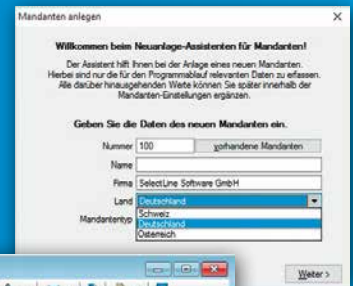 Mandanten anlegen
Willkommen beim Neuanlage-Assistenten für Mandanten!
Der Assistent hilft Ihnen bei der Anlage eines neuen Mandanten.
Hierbei sind nur die für den Programmablauf relevanten Daten zu erfassen.
Alle darüber hinausgehenden Werte können Sie später innerhalb der
Mandanten-Einstellungen ergänzen.
Geben Sie die Daten des neuen Mandanten ein.
Nummer 100 vorhandene Mandanten
Name
Firma SelectLine Software GmbH
Land Deutschland
Mandantentyp
Schweiz
Deutschland
Österreich
Weiter >